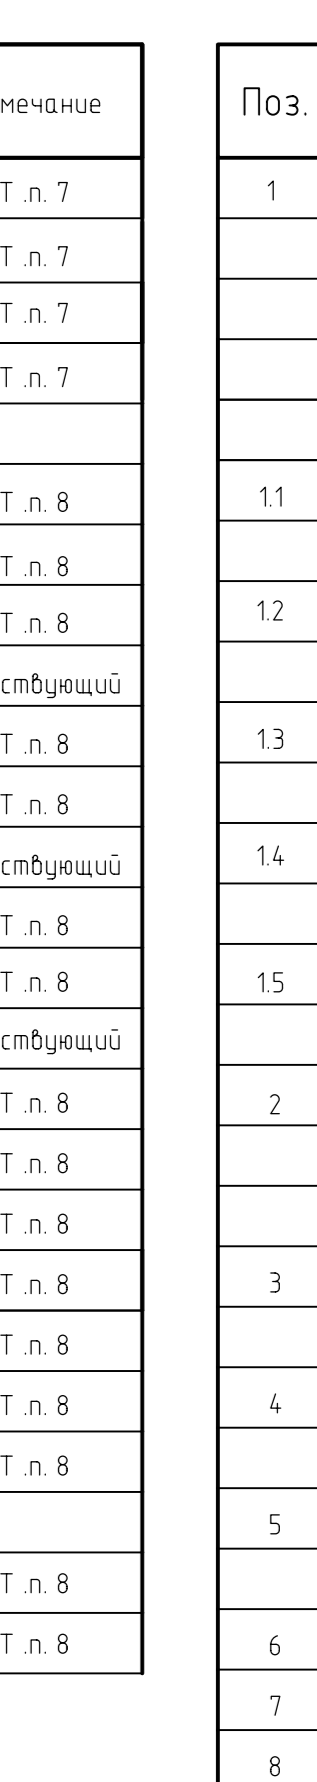 мечание
Т .п. 7
Т .п. 7
Т .п. 7
Т .п. 7
Т .п. 8
Т .п. 8
Т .п. 8
ствующий
Т .п. 8
Т .п. 8
ствующий
Т .п. 8
Т .п. 8
ствующий
Т .п. 8
Т .п. 8
Т .п. 8
Т .п. 8
Т .п. 8
Т .п. 8
Т .п. 8
Т .п. 8
Т .п. 8
Поз.
1
1.1
1.2
1.3
1.4
1.5
2
3
4
5
6
7
8